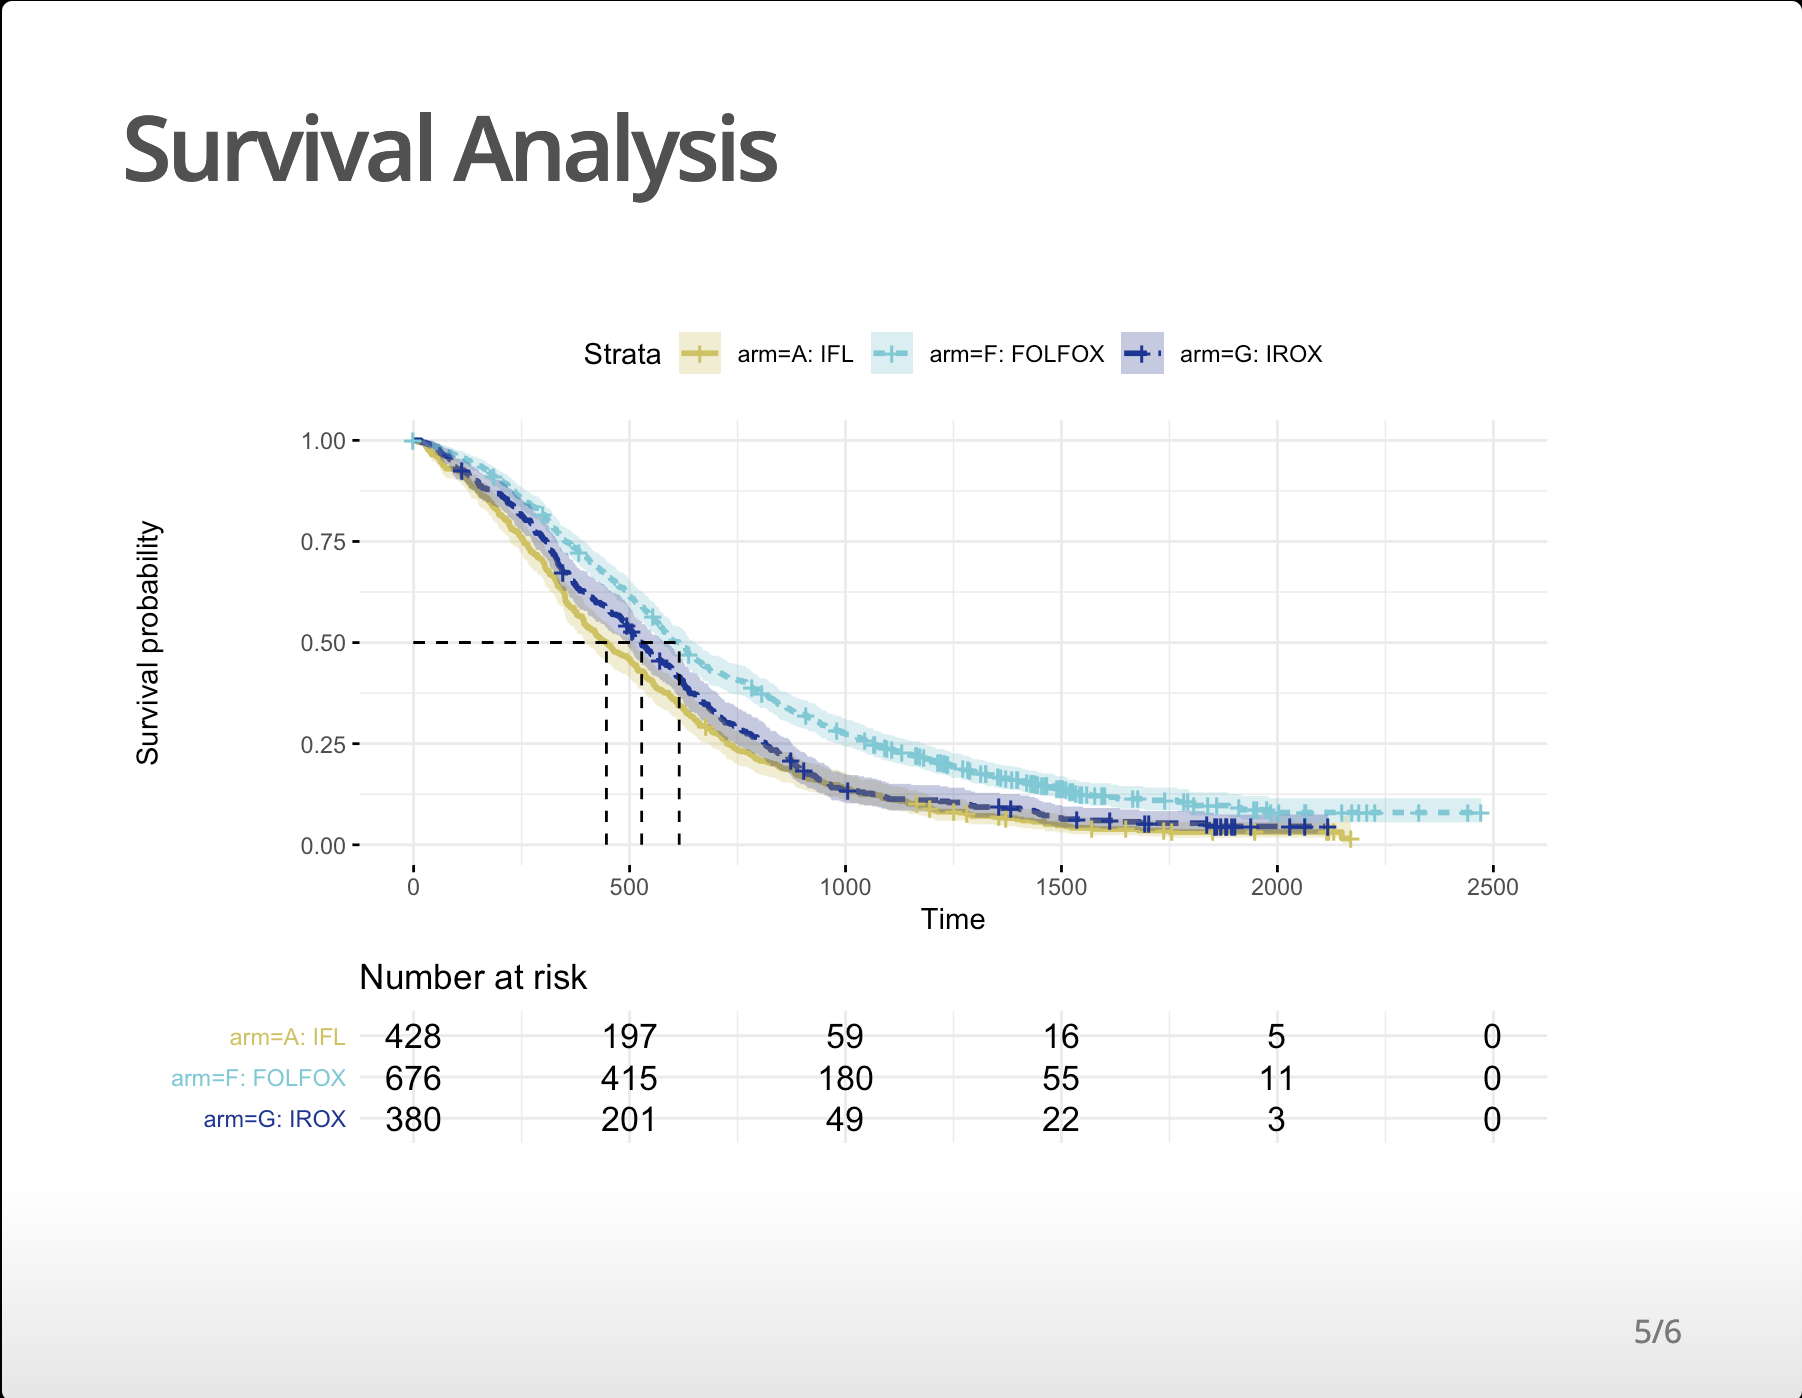 Survival Analysis
Strata arm=A: IFL arm=F: FOLFOX arm=G: IROX
Survival probability
1.00
0.75
0.50
0.25
0.00
0 500 1000 1500 2000 2500
Time
Number at risk
arm=A: IFL 428 197 59 16 5 0
arm=F: FOLFOX 676 415 180 55 11 0
arm=G: IROX 380 201 49 22 3 0
5/6